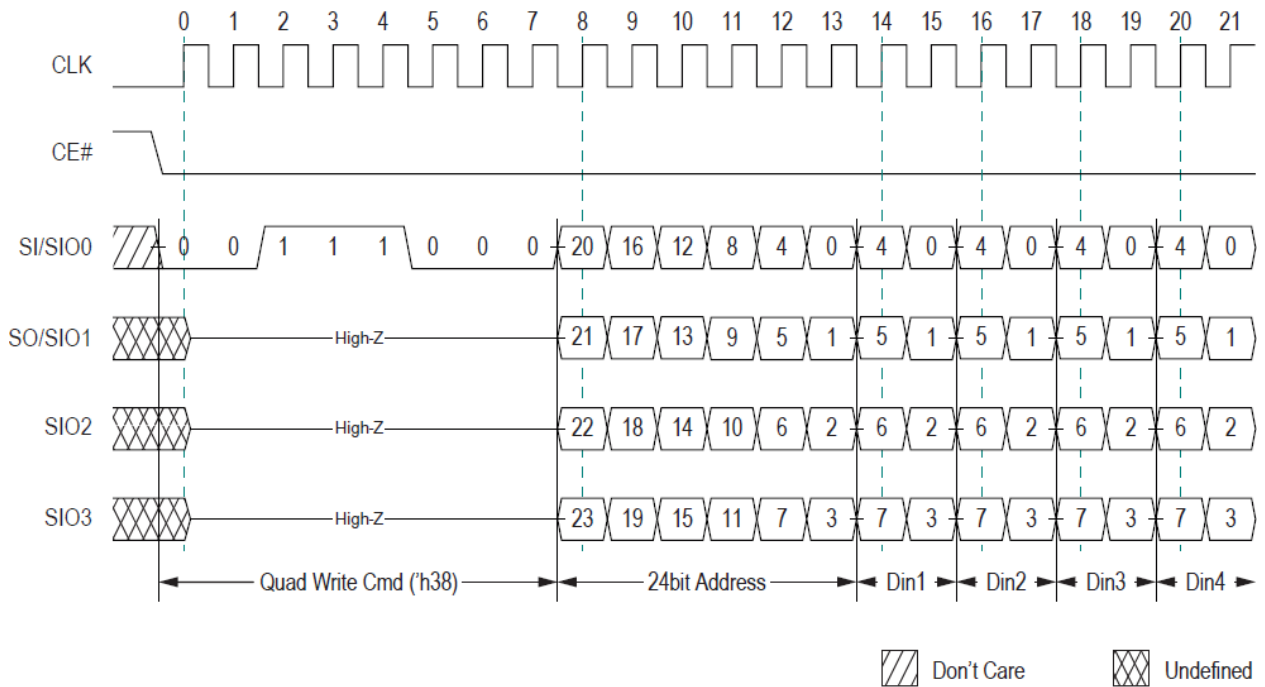 0 1 2 3 4 5 6 7 8 9 10 11 12 13 14 15 16 17 18 19 20 21
CLK
CE#
SI/SIO0 0 0 1 1 1 0 0 0 20 16 12 8 4 0 4 0 4 0 4 0 4 0
SO/SIO1 High-Z 21 17 13 9 5 1 5 1 5 1 5 1 5 1
SIO2 High-Z 22 18 14 10 6 2 6 2 6 2 6 2 6 2
SIO3 High-Z 23 19 15 11 7 3 7 3 7 3 7 3 7 3
Quad Write Cmd ('h38) 24bit Address Din1 Din2 Din3 Din4
Don't Care Undefined